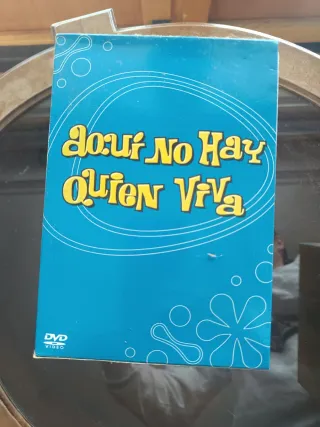 aquí no Hay
Quien Viva
DVD
VIDEO